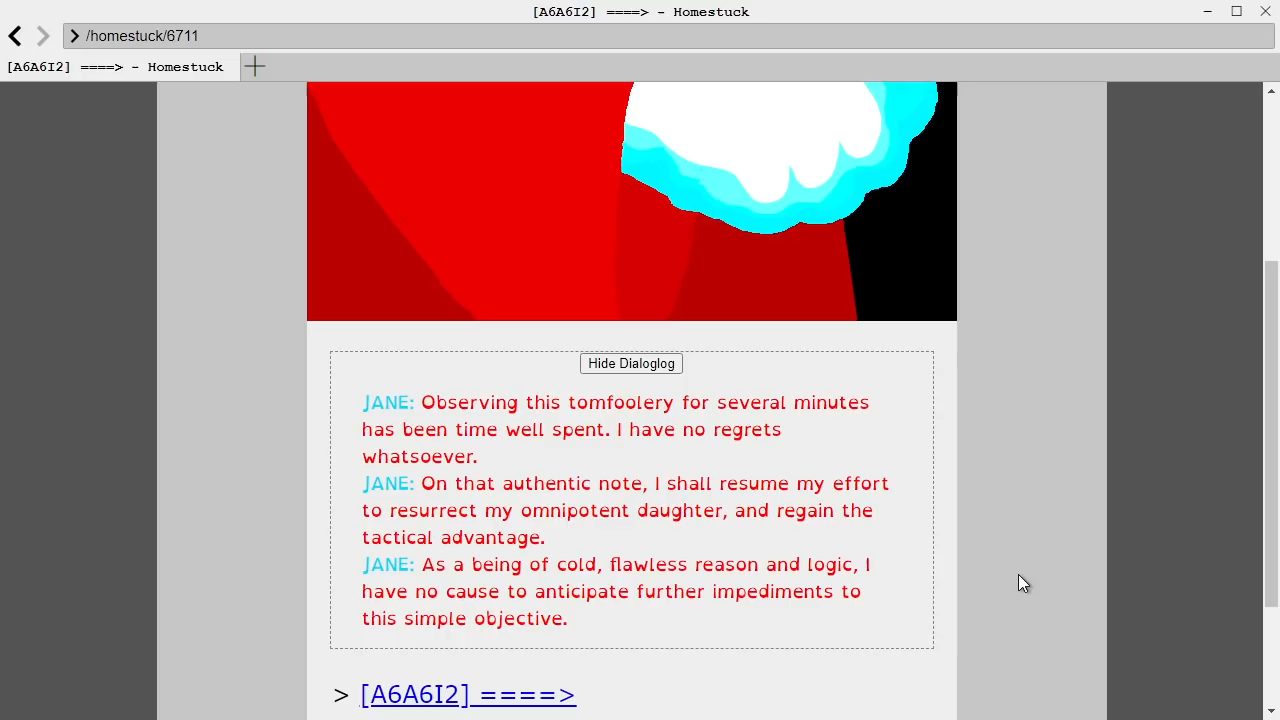 [A6A6I2] ====> - Homestuck
/homestuck/6711
[A6A6I2] ====> - Homestuck
Hide Dialoglog
JANE: Observing this tomfoolery for several minutes
has been time well spent. I have no regrets
whatsoever.
JANE: On that authentic note, I shall resume my effort
to resurrect my omnipotent daughter, and regain the
tactical advantage.
JANE: As a being of cold, flawless reason and logic, I
have no cause to anticipate further impediments to
this simple objective.
> [A6A6I2] ====>